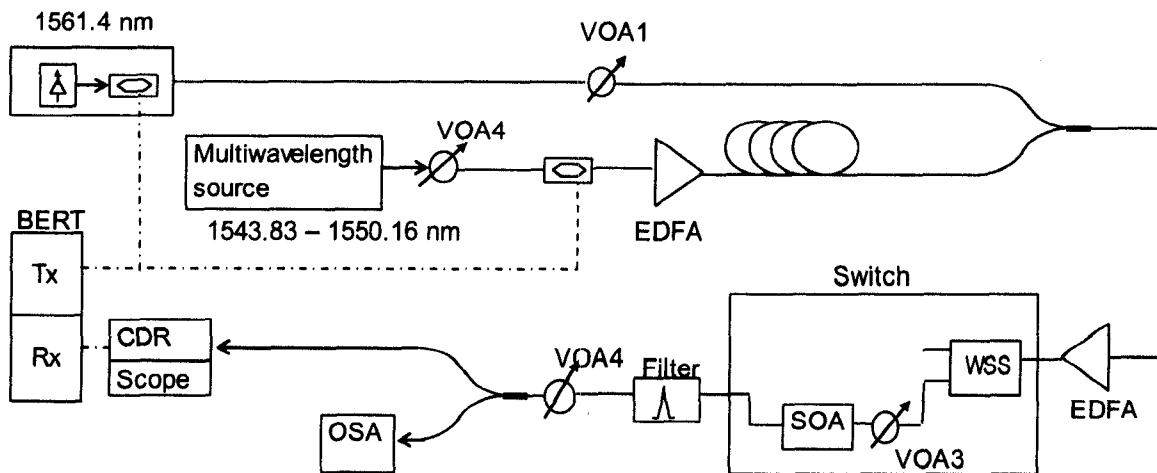 1561.4 nm
VOA1
VOA4
Multiwavelength
source
1543.83 – 1550.16 nm
EDFA
BERT
Tx
Rx
CDR
Scope
OSA
VOA4
Filter
Switch
SOA
VOA3
WSS
EDFA